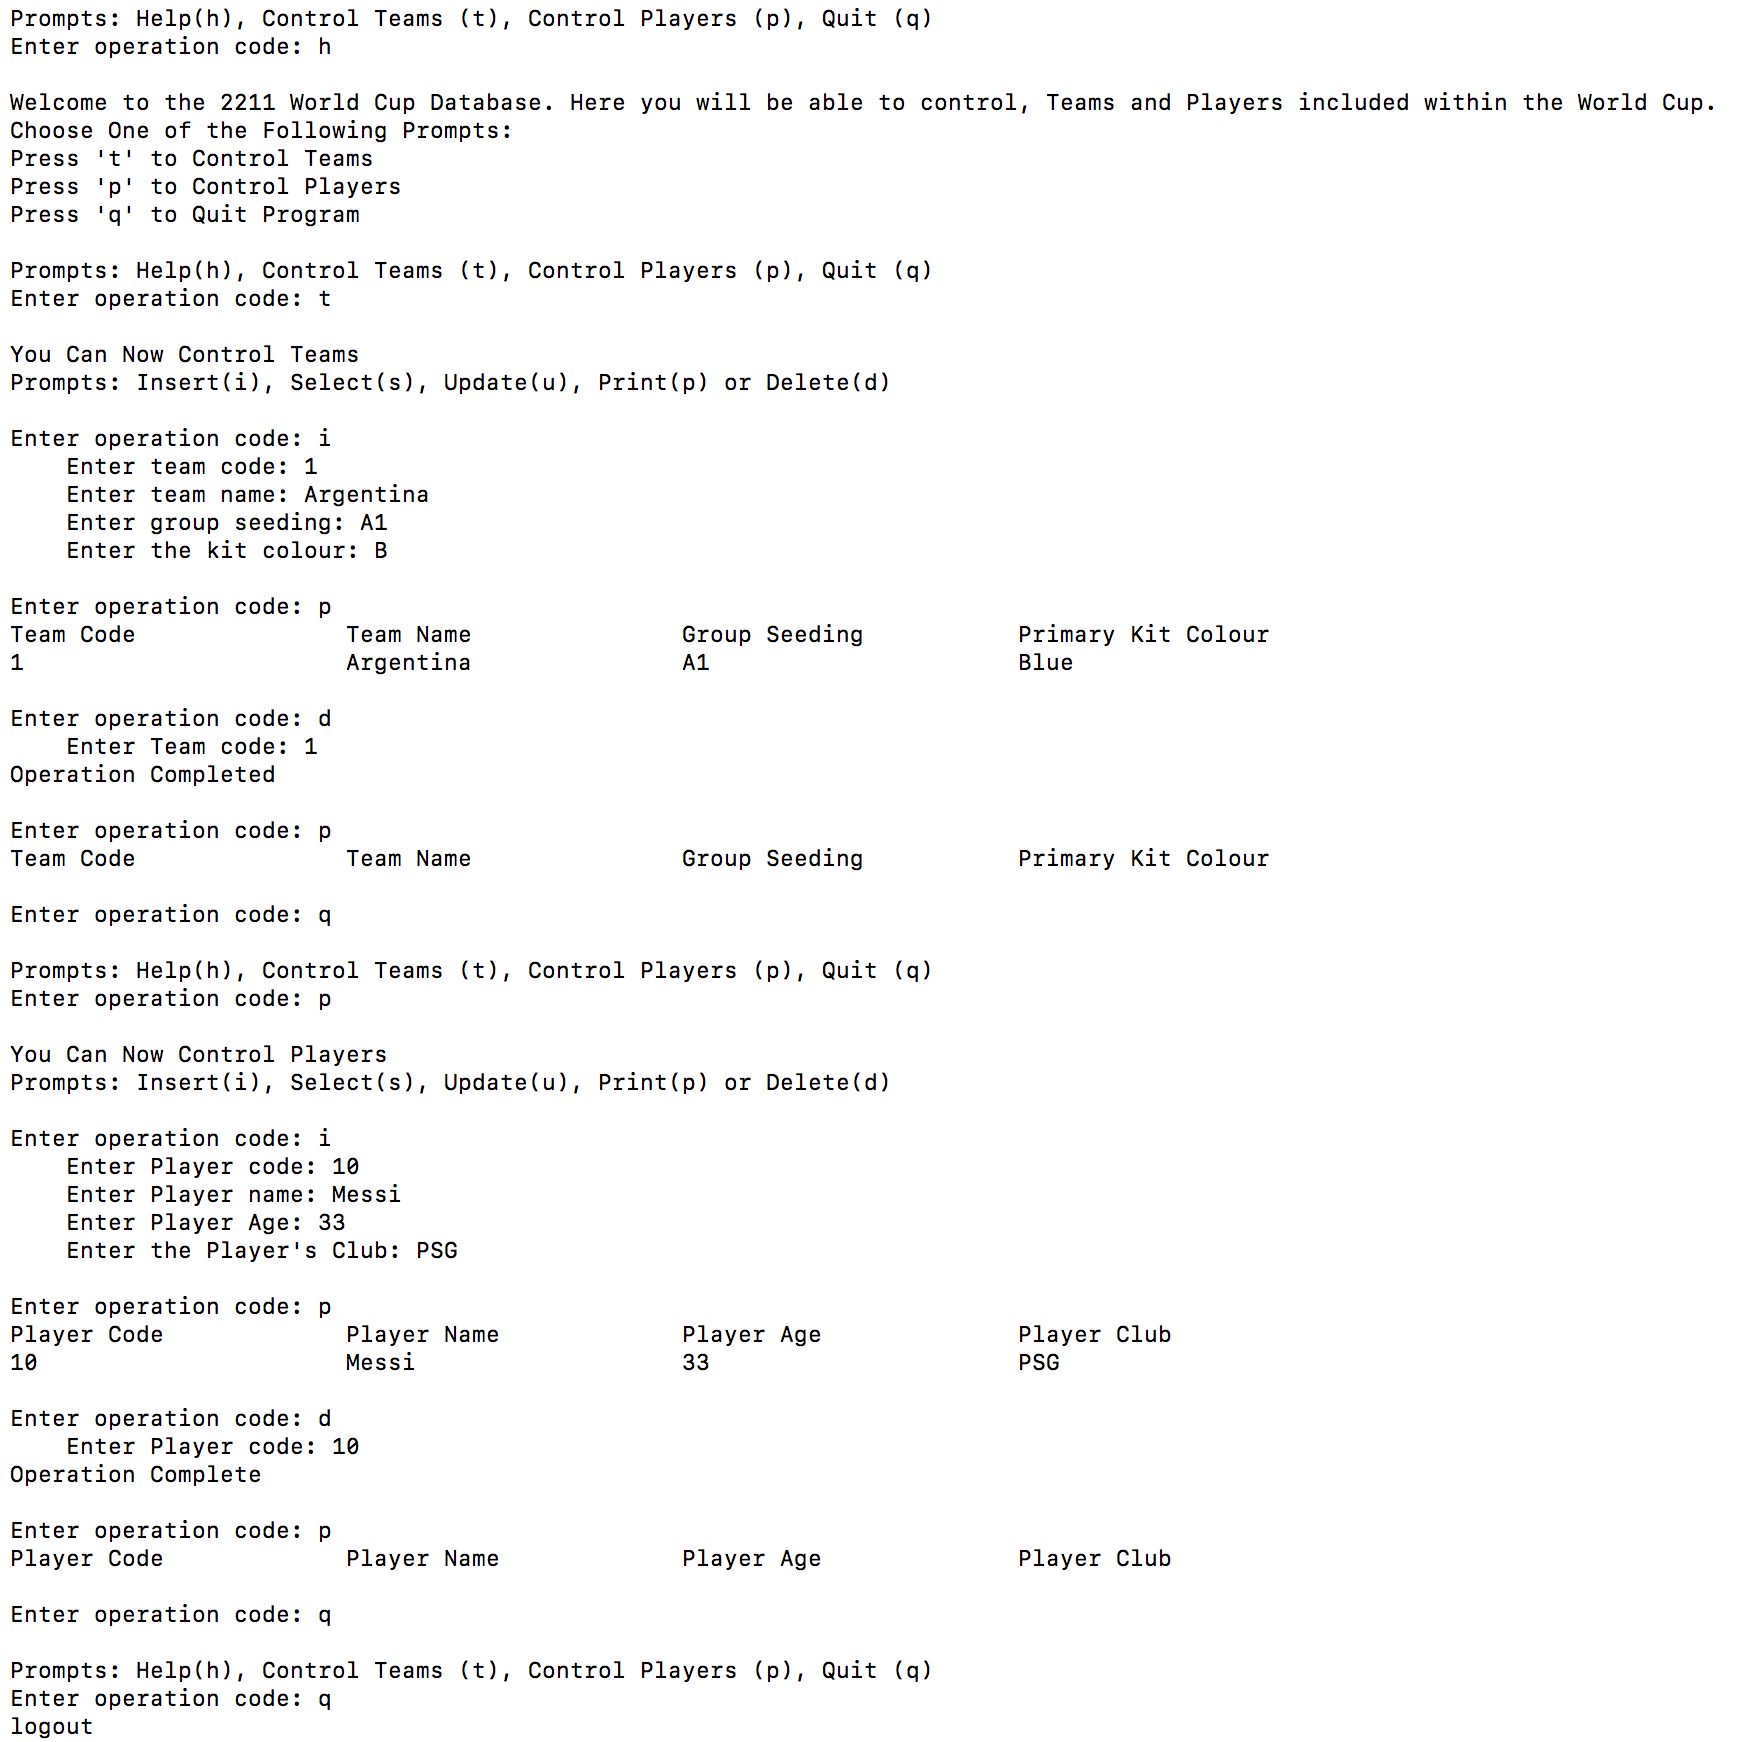 Prompts: Help(h), Control Teams (t), Control Players (p), Quit (q)
Enter operation code: h
Welcome to the 2211 World Cup Database. Here you will be able to control, Teams and Players included within the World Cup.
Choose One of the Following Prompts:
Press 't' to Control Teams
Press 'p' to Control Players
Press 'q' to Quit Program
Prompts: Help(h), Control Teams (t), Control Players (p), Quit (q)
Enter operation code: t
You Can Now Control Teams
Prompts: Insert(i), Select(s), Update(u), Print(p) or Delete(d)
Enter operation code: i
Enter team code: 1
Enter team name: Argentina
Enter group seeding: A1
Enter the kit colour: B
Enter operation code: p
Team Code Team Name Group Seeding Primary Kit Colour
1 Argentina A1 Blue
Enter operation code: d
Enter Team code: 1
Operation Completed
Enter operation code: p
Team Code Team Name Group Seeding Primary Kit Colour
Enter operation code: q
Prompts: Help(h), Control Teams (t), Control Players (p), Quit (q)
Enter operation code: p
You Can Now Control Players
Prompts: Insert(i), Select(s), Update(u), Print(p) or Delete(d)
Enter operation code: i
Enter Player code: 10
Enter Player name: Messi
Enter Player Age: 33
Enter the Player's Club: PSG
Enter operation code: p
Player Code Player Name Player Age Player Club
10 Messi 33 PSG
Enter operation code: d
Enter Player code: 10
Operation Complete
Enter operation code: p
Player Code Player Name Player Age Player Club
Enter operation code: q
Prompts: Help(h), Control Teams (t), Control Players (p), Quit (q)
Enter operation code: q
logout